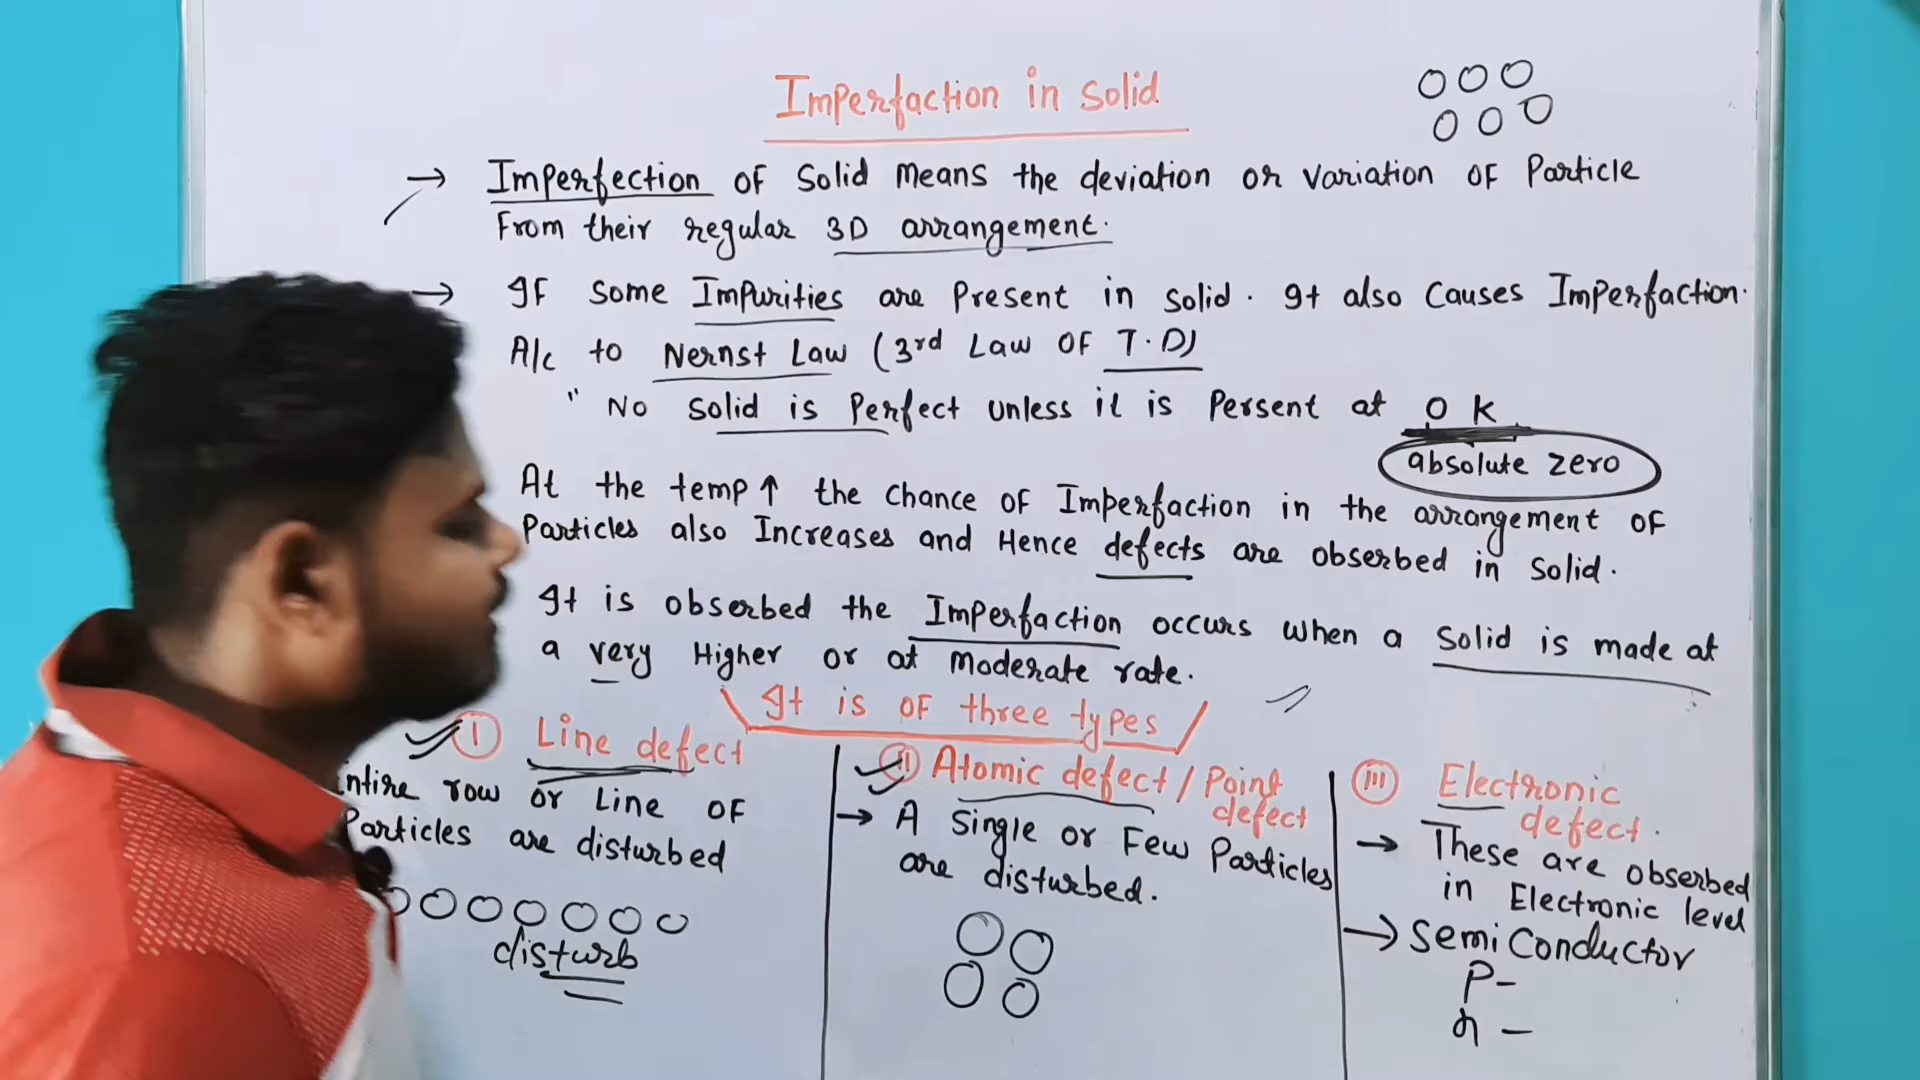 Imperfaction in Solid
→ Imperfection of Solid Means the deviation or Variation of Particle
From their regular 3D arrangement.
→ If Some Impurities are Present in Solid. It also Causes Imperfaction.
A/c to Nernst Law (3rd Law of T.D)
" No Solid is Perfect unless it is Persent at 0 K
absolute zero
At the temp↑ the Chance of Imperfaction in the arrangement of
Particles also Increases and Hence defects are obserbed in Solid.
It is obserbed the Imperfaction occurs when a Solid is made at
a very Higher or at Moderate rate.
It is of three types
I Line defect
ntire row or Line of
Particles are disturbed
disturb
II Atomic defect / Point
defect
→ A Single or Few Particles
are disturbed.
III Electronic
defect.
→ These are obserbed
in Electronic level
→ Semi Conductor
P-
n -